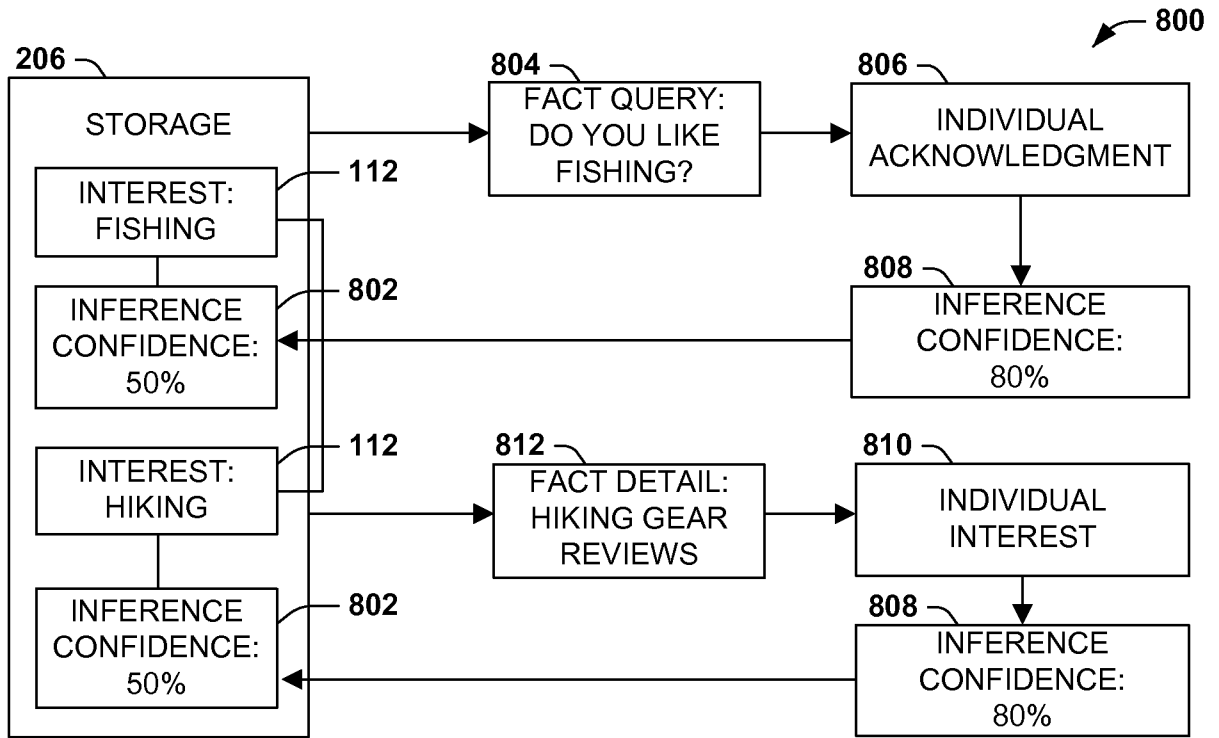 800
206
STORAGE
112
INTEREST:
FISHING
802
INFERENCE
CONFIDENCE:
50%
112
INTEREST:
HIKING
802
INFERENCE
CONFIDENCE:
50%
804
FACT QUERY:
DO YOU LIKE
FISHING?
806
INDIVIDUAL
ACKNOWLEDGMENT
808
INFERENCE
CONFIDENCE:
80%
812
FACT DETAIL:
HIKING GEAR
REVIEWS
810
INDIVIDUAL
INTEREST
808
INFERENCE
CONFIDENCE:
80%